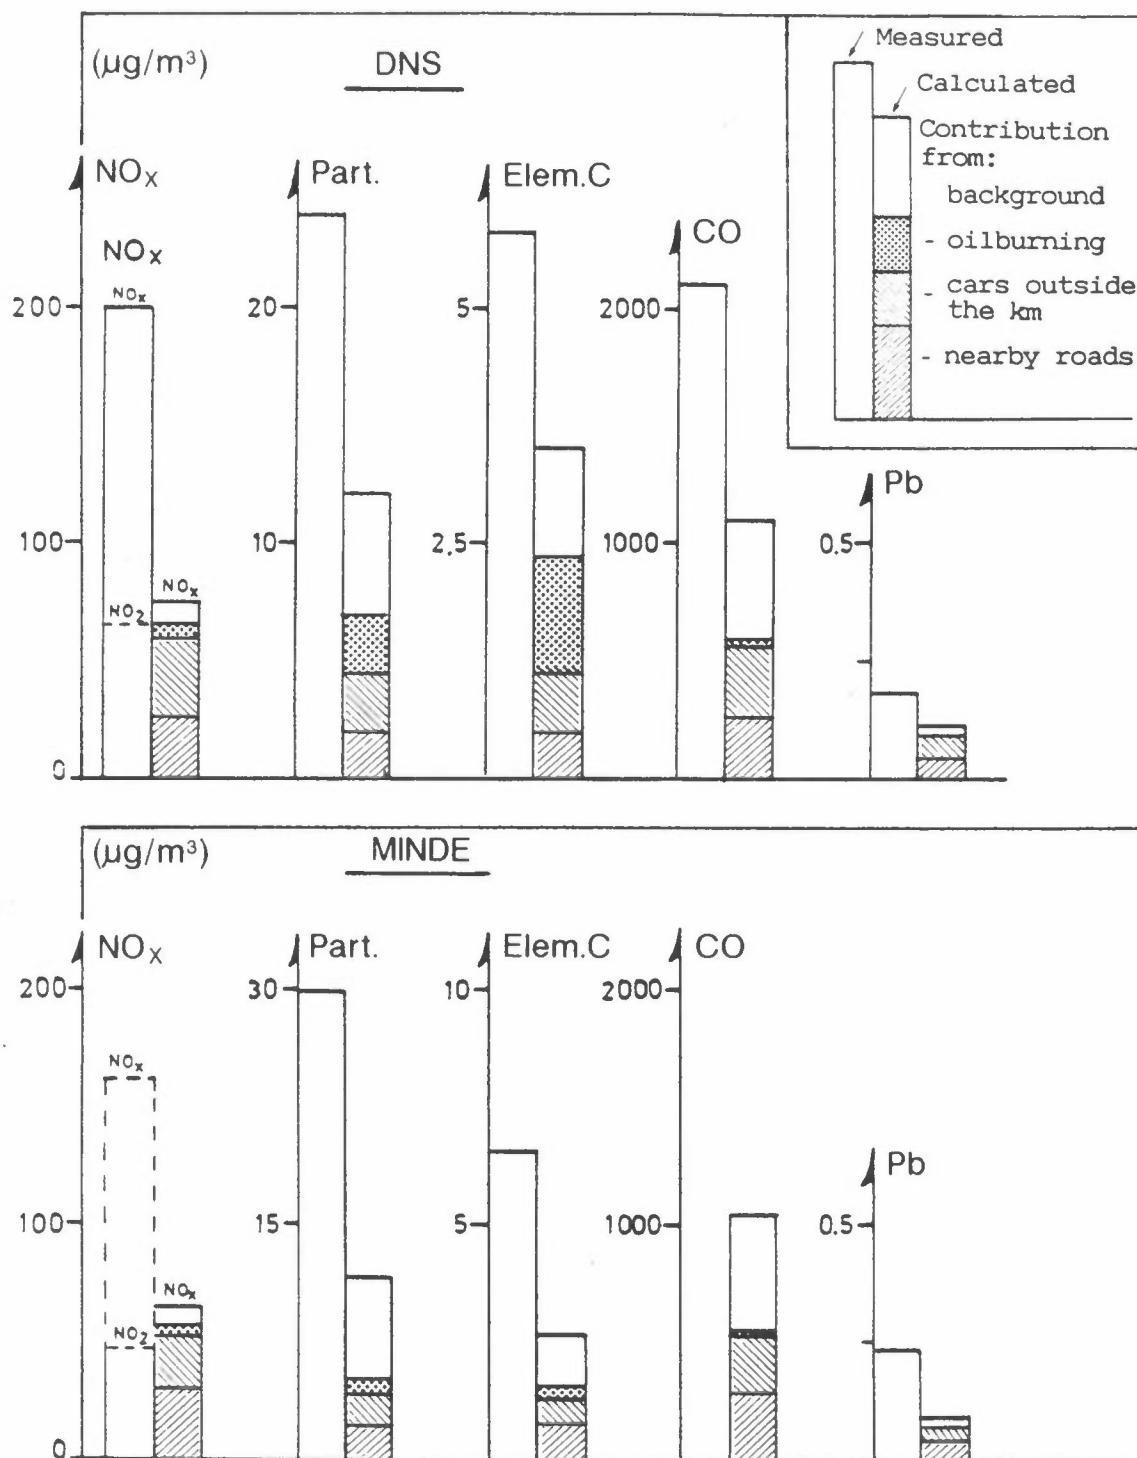 (µg/m³)
DNS
Measured
Calculated
Contribution
from:
background
- oilburning
- cars outside
the km
- nearby roads
NOx
Part.
Elem.C
CO
Pb
NOx
NOx
NO2
NOx
200
100
0
20
10
5
2.5
2000
1000
0.5
(µg/m³)
MINDE
NOx
Part.
Elem.C
CO
Pb
NOx
NO2
NOx
200
100
0
30
15
10
5
2000
1000
0.5